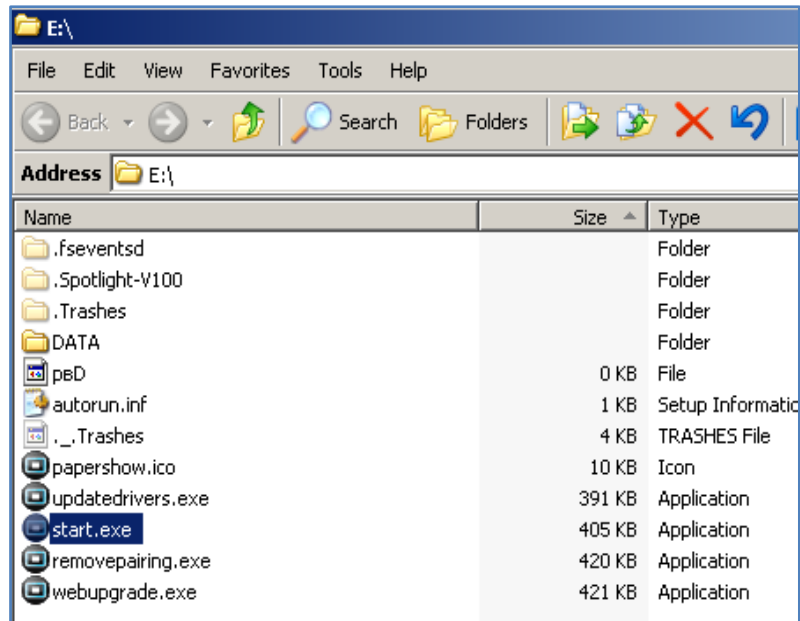 E:\
File Edit View Favorites Tools Help
Back Search Folders
Address E:\
Name Size Type
.fseventsd Folder
.Spotlight-V100 Folder
.Trashes Folder
DATA Folder
рвD 0 KB File
autorun.inf 1 KB Setup Informatic
._.Trashes 4 KB TRASHES File
papershow.ico 10 KB Icon
updatedrivers.exe 391 KB Application
start.exe 405 KB Application
removepairing.exe 420 KB Application
webupgrade.exe 421 KB Application